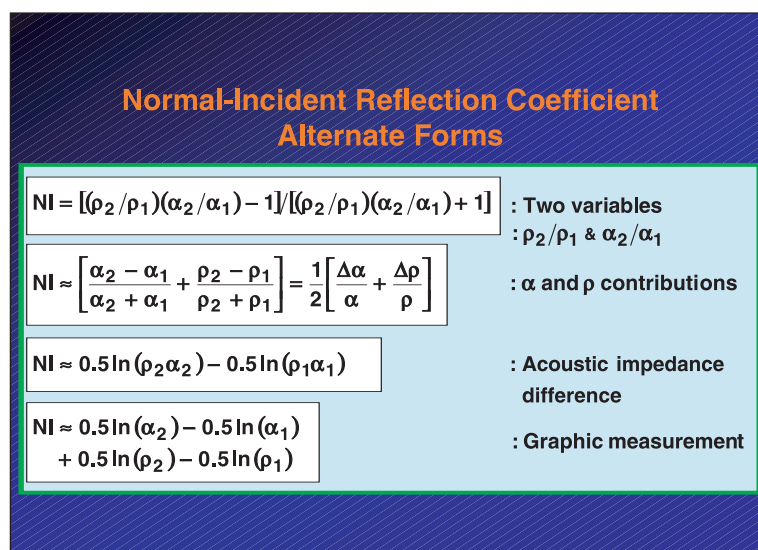 Normal-Incident Reflection Coefficient
Alternate Forms
NI = [(ρ₂/ρ₁)(α₂/α₁) − 1]/[(ρ₂/ρ₁)(α₂/α₁) + 1] : Two variables
: ρ₂/ρ₁ & α₂/α₁
NI ≈ [(α₂ − α₁)/(α₂ + α₁) + (ρ₂ − ρ₁)/(ρ₂ + ρ₁)] = 1/2 [Δα/α + Δρ/ρ] : α and ρ contributions
NI ≈ 0.5 ln(ρ₂α₂) − 0.5 ln(ρ₁α₁) : Acoustic impedance
difference
NI ≈ 0.5 ln(α₂) − 0.5 ln(α₁)
+ 0.5 ln(ρ₂) − 0.5 ln(ρ₁) : Graphic measurement